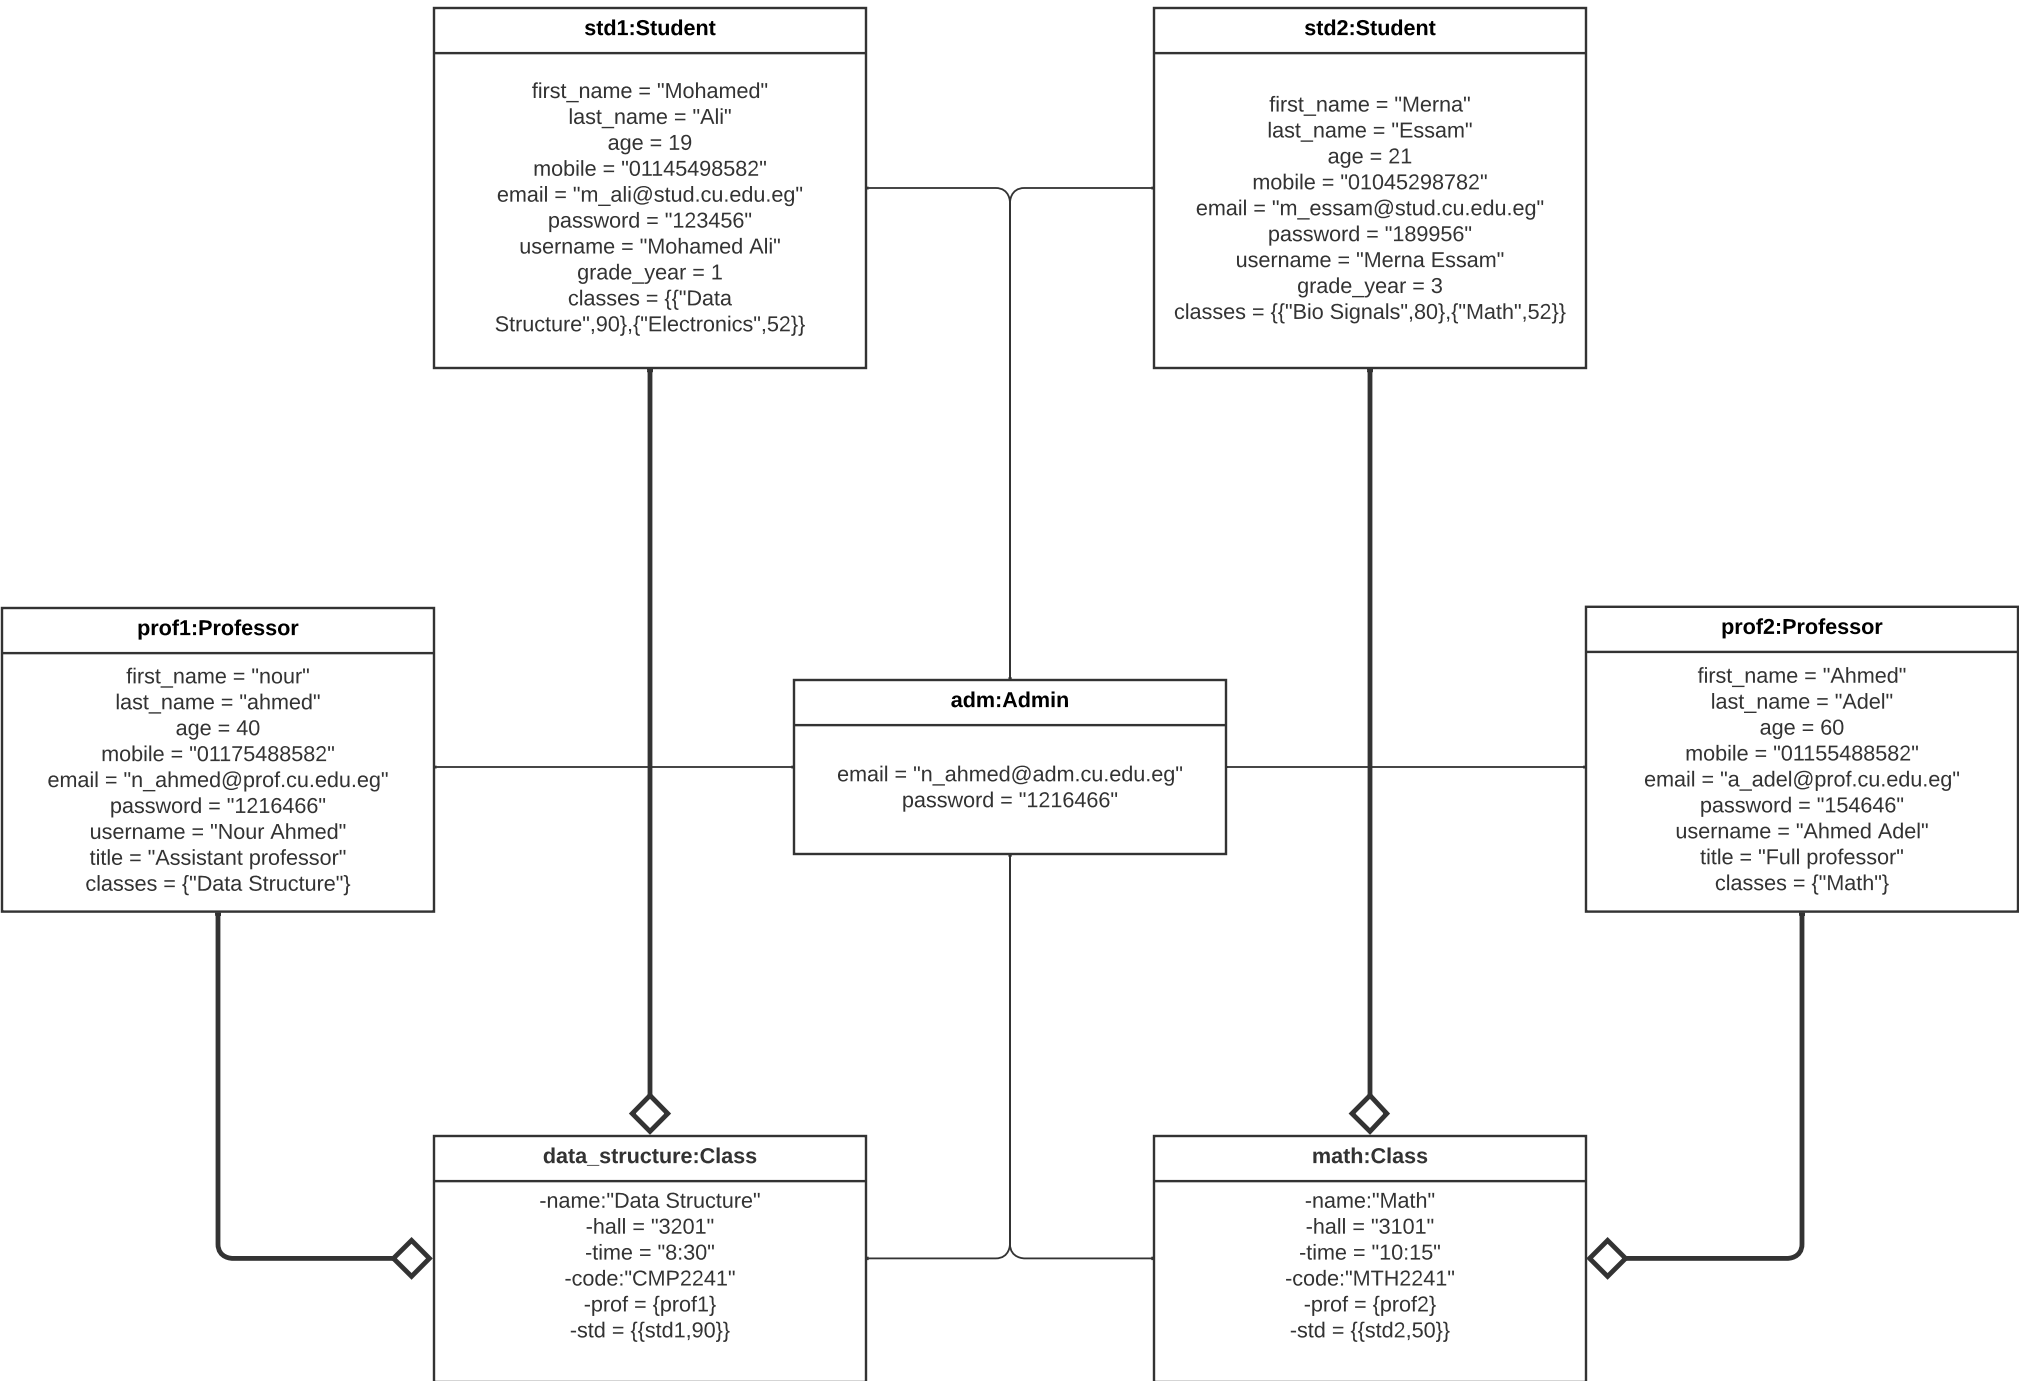 std1:Student
first_name = "Mohamed"
last_name = "Ali"
age = 19
mobile = "01145498582"
email = "m_ali@stud.cu.edu.eg"
password = "123456"
username = "Mohamed Ali"
grade_year = 1
classes = {{"Data
Structure",90},{"Electronics",52}}
std2:Student
first_name = "Merna"
last_name = "Essam"
age = 21
mobile = "01045298782"
email = "m_essam@stud.cu.edu.eg"
password = "189956"
username = "Merna Essam"
grade_year = 3
classes = {{"Bio Signals",80},{"Math",52}}
prof1:Professor
first_name = "nour"
last_name = "ahmed"
age = 40
mobile = "01175488582"
email = "n_ahmed@prof.cu.edu.eg"
password = "1216466"
username = "Nour Ahmed"
title = "Assistant professor"
classes = {"Data Structure"}
adm:Admin
email = "n_ahmed@adm.cu.edu.eg"
password = "1216466"
prof2:Professor
first_name = "Ahmed"
last_name = "Adel"
age = 60
mobile = "01155488582"
email = "a_adel@prof.cu.edu.eg"
password = "154646"
username = "Ahmed Adel"
title = "Full professor"
classes = {"Math"}
data_structure:Class
-name:"Data Structure"
-hall = "3201"
-time = "8:30"
-code:"CMP2241"
-prof = {prof1}
-std = {{std1,90}}
math:Class
-name:"Math"
-hall = "3101"
-time = "10:15"
-code:"MTH2241"
-prof = {prof2}
-std = {{std2,50}}